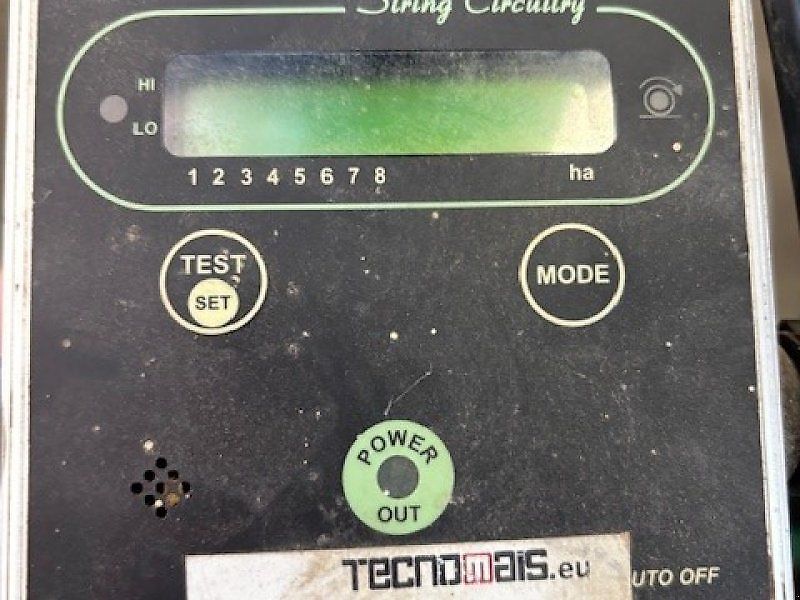 String Circuitry
HI
LO
1 2 3 4 5 6 7 8 ha
TEST
SET
MODE
POWER
OUT
TECNOMAIS.eu
UTO OFF